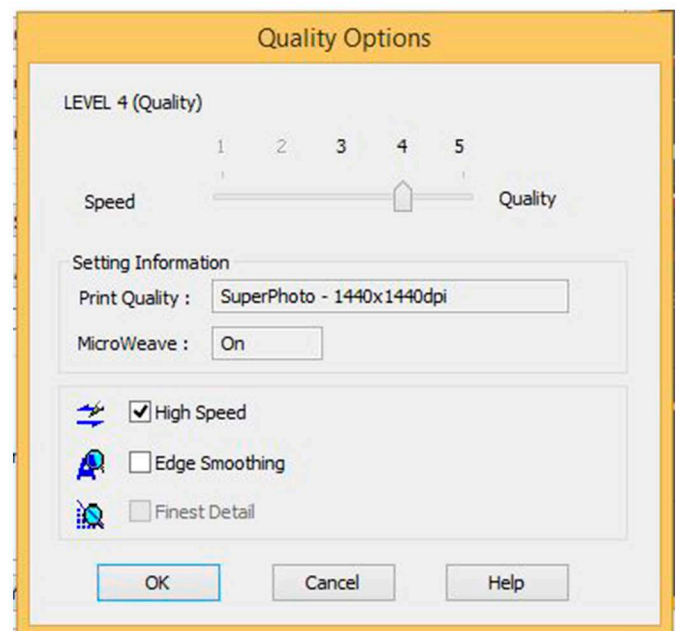 Quality Options
LEVEL 4 (Quality)
1 2 3 4 5
Speed Quality
Setting Information
Print Quality : SuperPhoto - 1440x1440dpi
MicroWeave : On
High Speed
Edge Smoothing
Finest Detail
OK Cancel Help